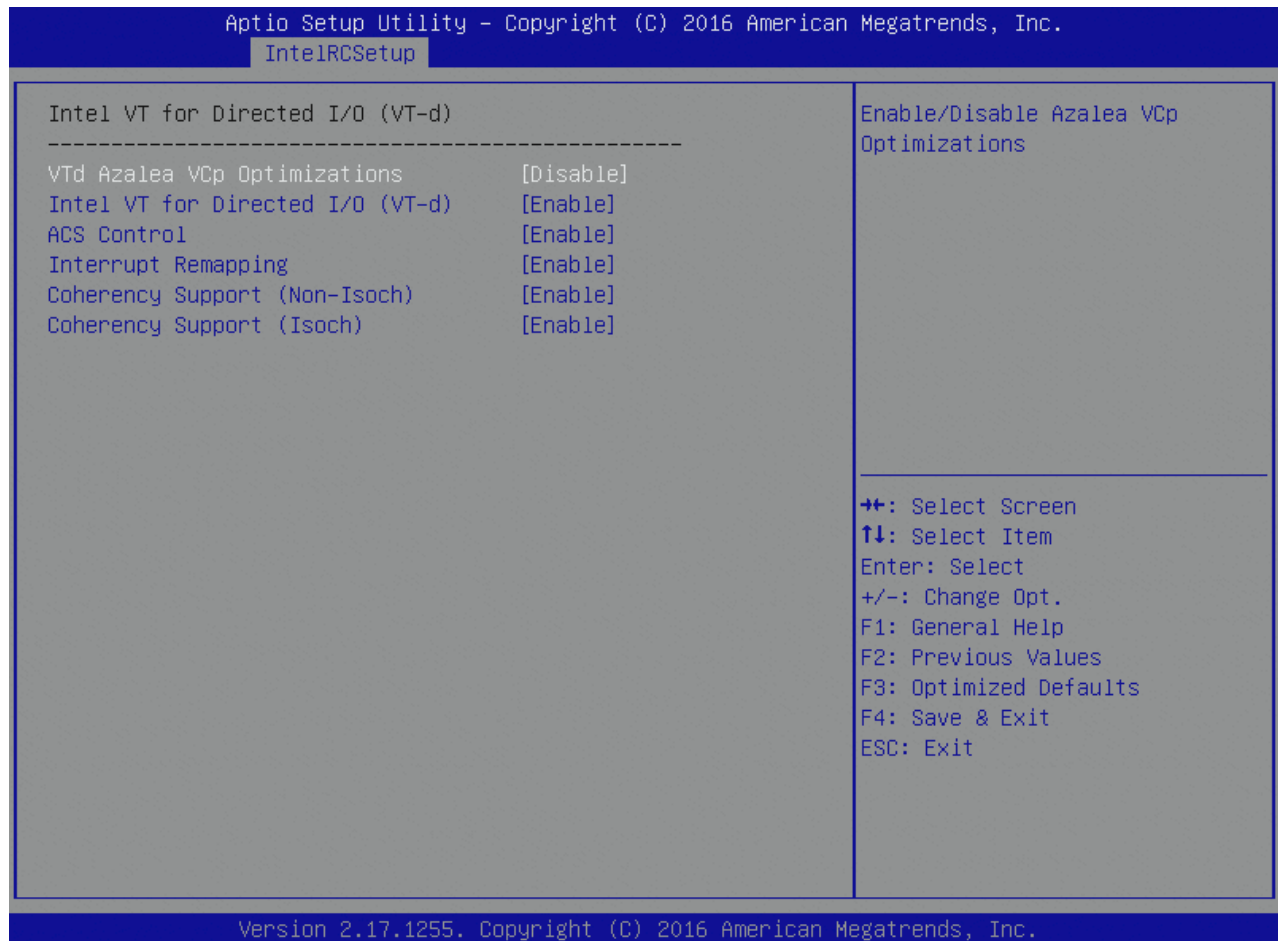 Aptio Setup Utility – Copyright (C) 2016 American Megatrends, Inc.
IntelRCSetup
Intel VT for Directed I/O (VT-d)
--------------------------------------------------
VTd Azalea VCp Optimizations [Disable]
Intel VT for Directed I/O (VT-d) [Enable]
ACS Control [Enable]
Interrupt Remapping [Enable]
Coherency Support (Non-Isoch) [Enable]
Coherency Support (Isoch) [Enable]
Enable/Disable Azalea VCp
Optimizations
→←: Select Screen
↑↓: Select Item
Enter: Select
+/-: Change Opt.
F1: General Help
F2: Previous Values
F3: Optimized Defaults
F4: Save & Exit
ESC: Exit
Version 2.17.1255. Copyright (C) 2016 American Megatrends, Inc.